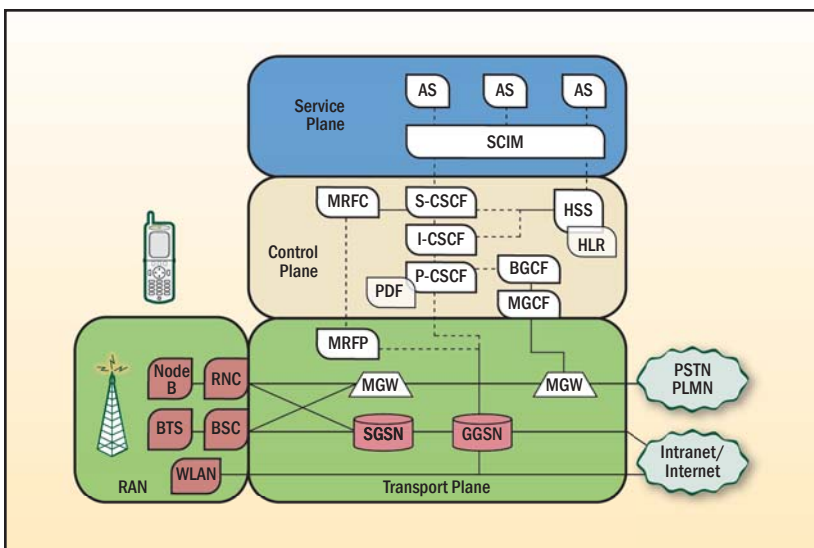 AS
AS
AS
Service
Plane
SCIM
MRFC
S-CSCF
HSS
I-CSCF
HLR
Control
Plane
P-CSCF
BGCF
PDF
MGCF
MRFP
Node
B
RNC
MGW
MGW
PSTN
PLMN
BTS
BSC
SGSN
GGSN
Intranet/
Internet
WLAN
RAN
Transport Plane